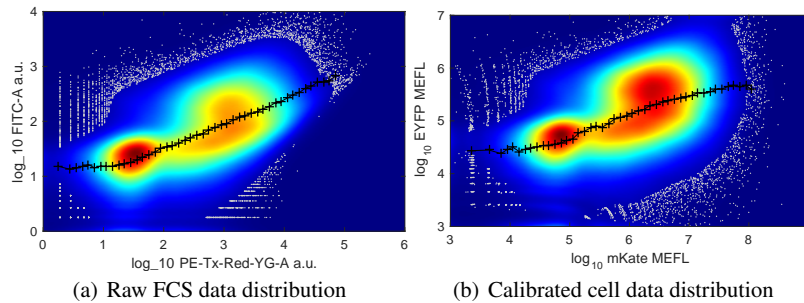 4
3
2
1
0
log_10 FITC-A a.u.
0 1 2 3 4 5 6
log_10 PE-Tx-Red-YG-A a.u.
(a) Raw FCS data distribution
7
6
5
4
3
log10 EYFP MEFL
3 4 5 6 7 8
log10 mKate MEFL
(b) Calibrated cell data distribution